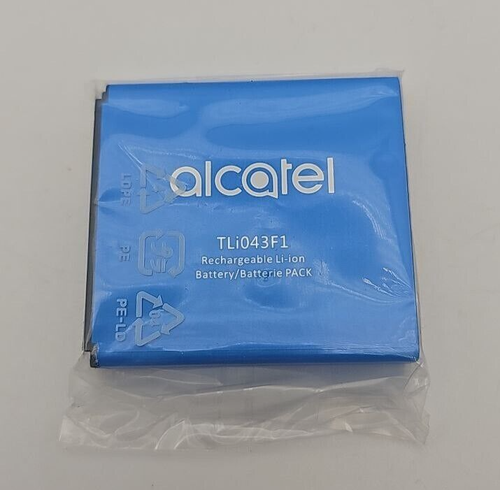 alcatel
TLi043F1
Rechargeable Li-ion
Battery/Batterie PACK
LDPE
PE
PE-LD